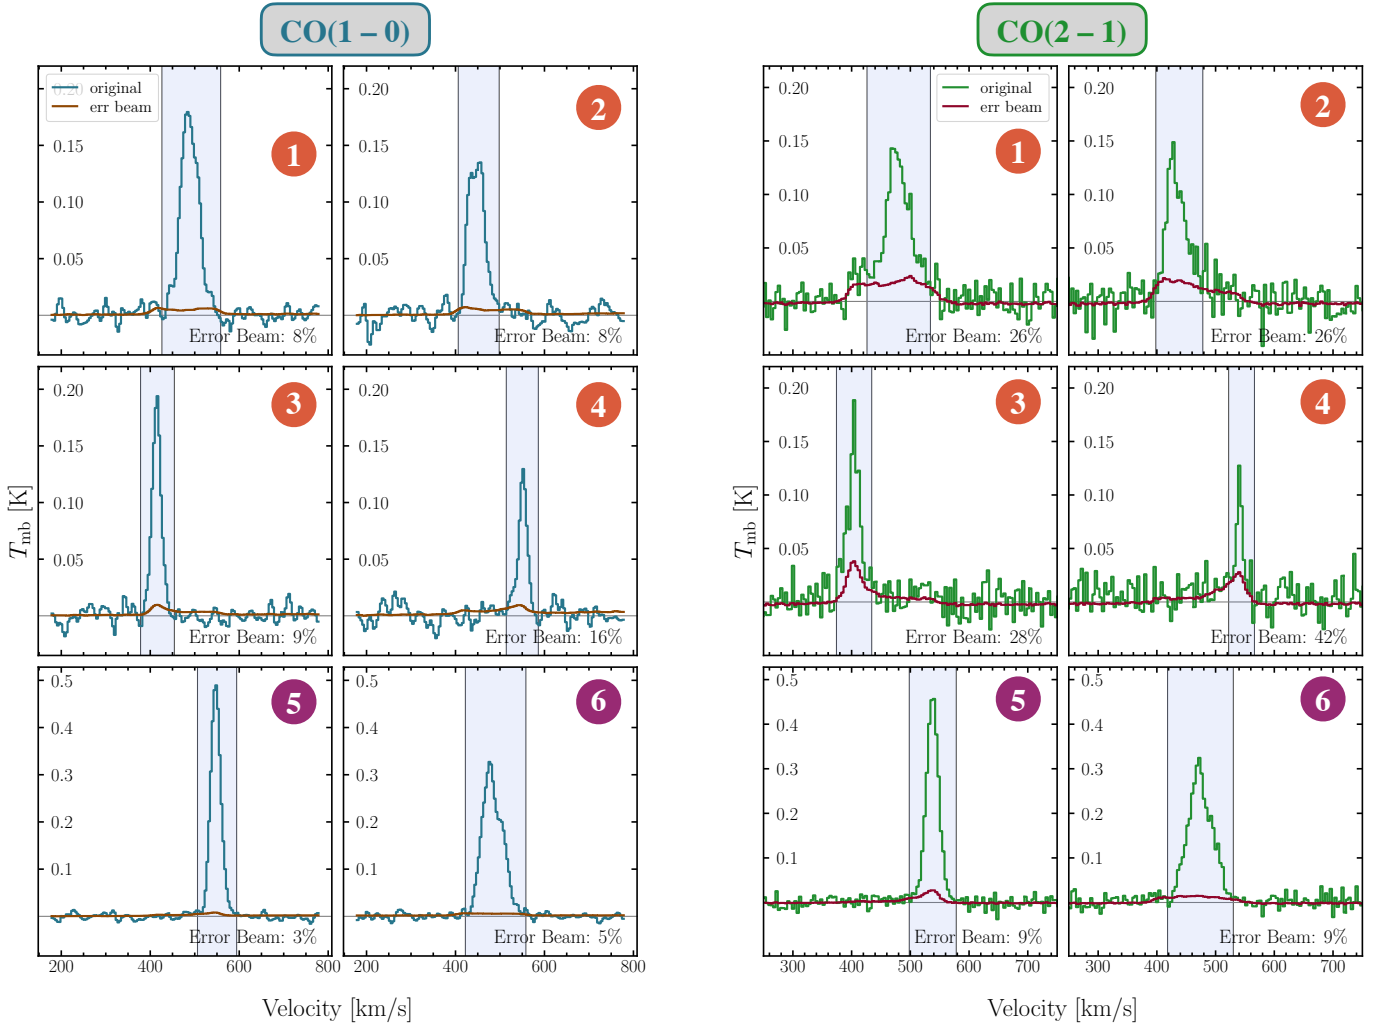 CO(1 − 0)
CO(2 − 1)
original
err beam
0.20
0.15
0.10
0.05
1
Error Beam: 8%
0.20
0.15
0.10
0.05
2
Error Beam: 8%
original
err beam
0.20
0.15
0.10
0.05
1
Error Beam: 26%
0.20
0.15
0.10
0.05
2
Error Beam: 26%
0.20
0.15
0.10
0.05
3
Error Beam: 9%
0.20
0.15
0.10
0.05
4
Error Beam: 16%
0.20
0.15
0.10
0.05
3
Error Beam: 28%
0.20
0.15
0.10
0.05
4
Error Beam: 42%
Tmb [K]
Tmb [K]
0.5
0.4
0.3
0.2
0.1
5
Error Beam: 3%
0.5
0.4
0.3
0.2
0.1
6
Error Beam: 5%
0.5
0.4
0.3
0.2
0.1
5
Error Beam: 9%
0.5
0.4
0.3
0.2
0.1
6
Error Beam: 9%
200 400 600 800
200 400 600 800
300 400 500 600 700
300 400 500 600 700
Velocity [km/s]
Velocity [km/s]